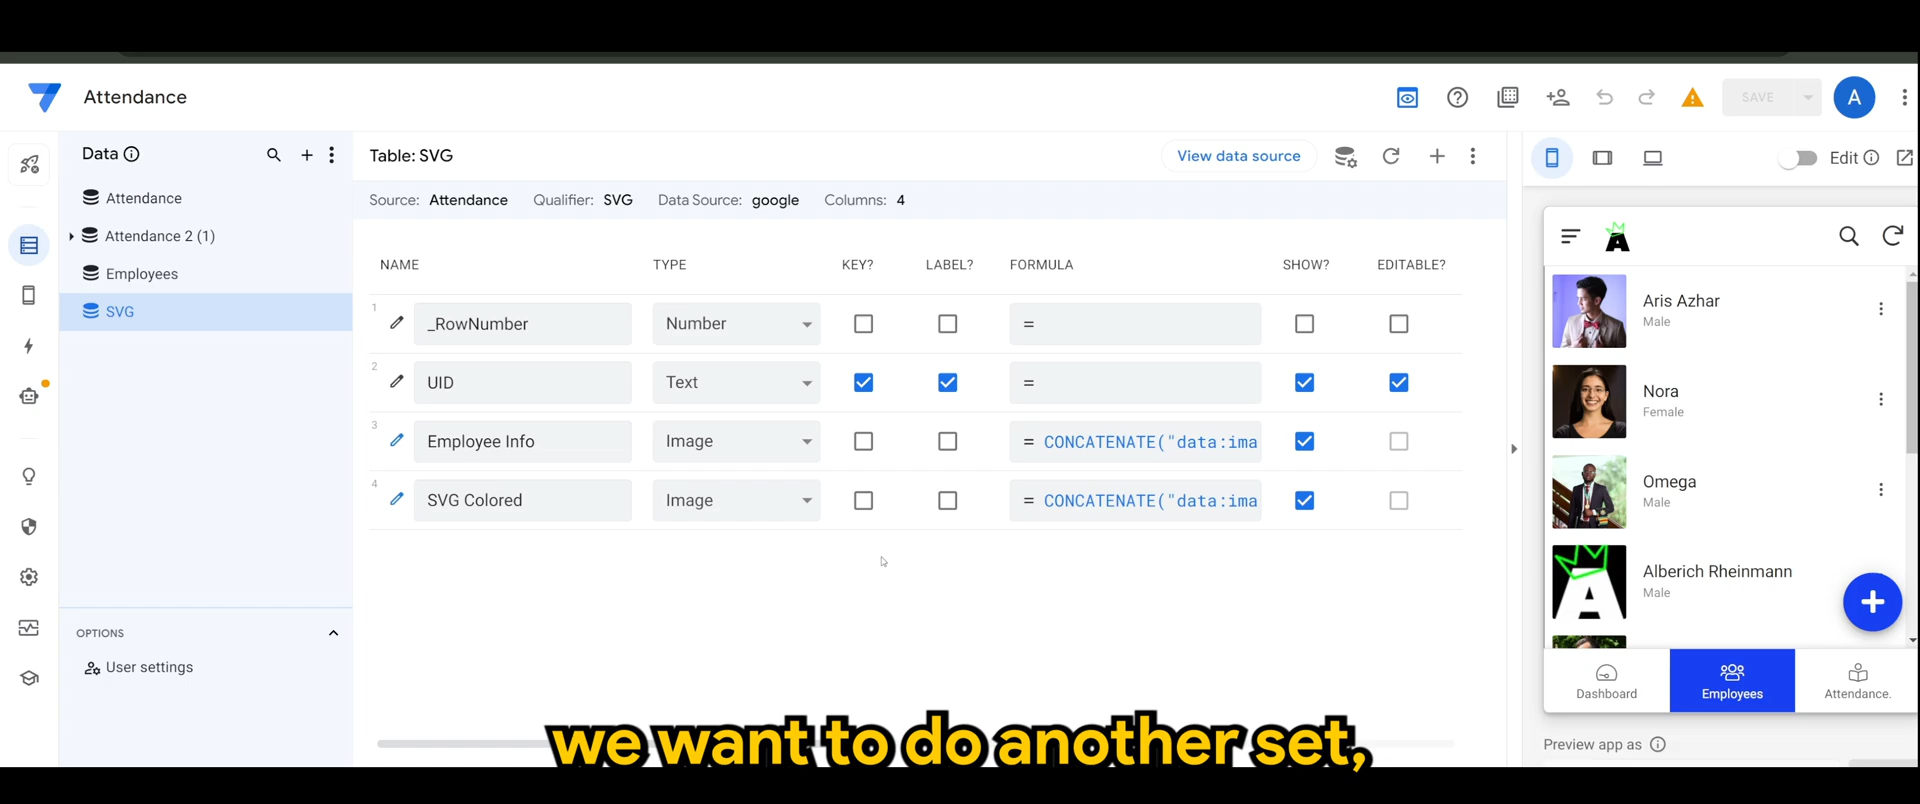 Attendance
SAVE
A
Data
Attendance
Attendance 2 (1)
Employees
SVG
OPTIONS
User settings
Table: SVG
View data source
Source: Attendance Qualifier: SVG Data Source: google Columns: 4
NAME TYPE KEY? LABEL? FORMULA SHOW? EDITABLE?
1 _RowNumber Number =
2 UID Text =
3 Employee Info Image = CONCATENATE("data:ima
4 SVG Colored Image = CONCATENATE("data:ima
Edit
A
Aris Azhar
Male
Nora
Female
Omega
Male
A
Alberich Rheinmann
Male
Dashboard Employees Attendance.
Preview app as
we want to do another set,